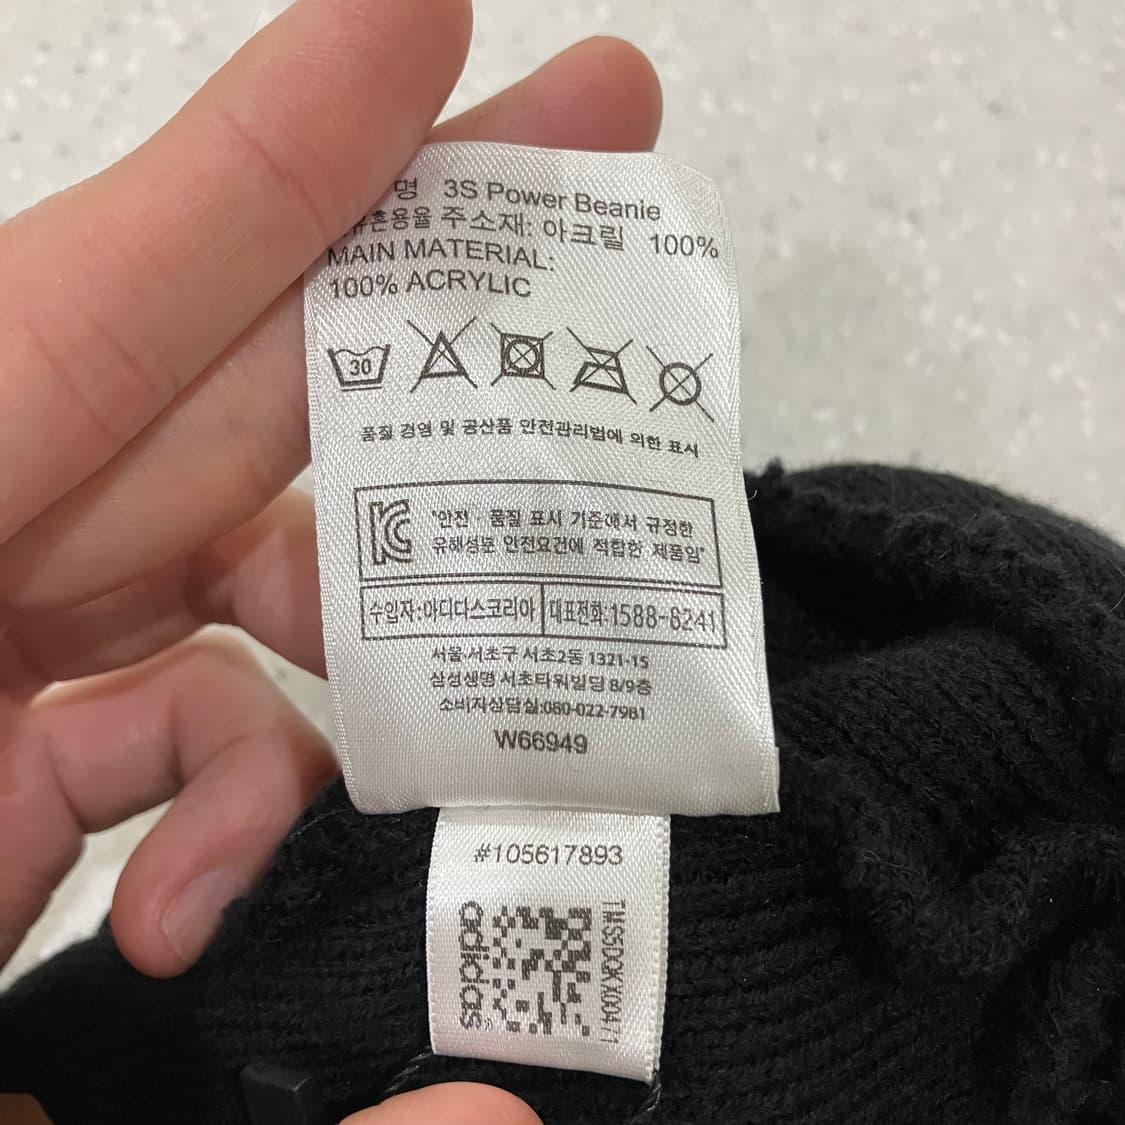 명 3S Power Beanie
혼용율 주소재: 아크릴 100%
MAIN MATERIAL:
100% ACRYLIC
30
품질 경영 및 공산품 안전관리법에 의한 표시
"안전 · 품질 표시 기준에서 규정한
유해성분 안전요건에 적합한 제품임"
수입자:아디다스코리아 대표전화:1588-8241
서울 서초구 서초2동 1321-15
삼성생명 서초타워빌딩 8/9층
소비자상담실:080-022-7981
W66949
#105617893
adidas